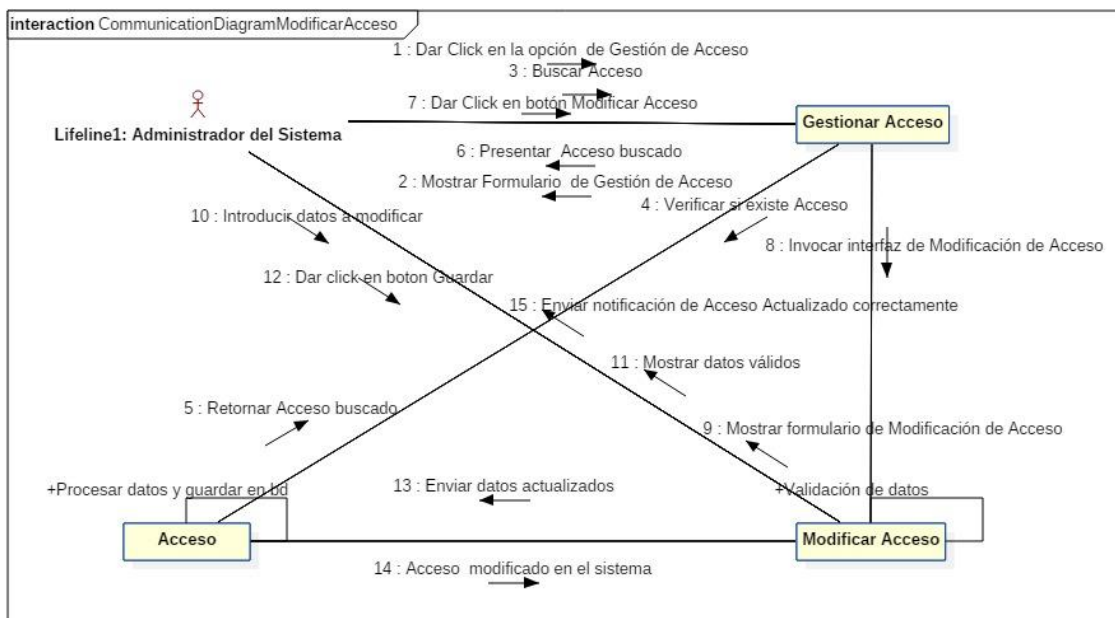 interaction CommunicationDiagramModificarAcceso
1 : Dar Click en la opción de Gestión de Acceso
3 : Buscar Acceso
7 : Dar Click en botón Modificar Acceso
Lifeline1: Administrador del Sistema
Gestionar Acceso
6 : Presentar Acceso buscado
2 : Mostrar Formulario de Gestión de Acceso
4 : Verificar si existe Acceso
10 : Introducir datos a modificar
8 : Invocar interfaz de Modificación de Acceso
12 : Dar click en boton Guardar
15 : Enviar notificación de Acceso Actualizado correctamente
11 : Mostrar datos válidos
5 : Retornar Acceso buscado
9 : Mostrar formulario de Modificación de Acceso
+Procesar datos y guardar en bd
13 : Enviar datos actualizados
+Validación de datos
Acceso
Modificar Acceso
14 : Acceso modificado en el sistema